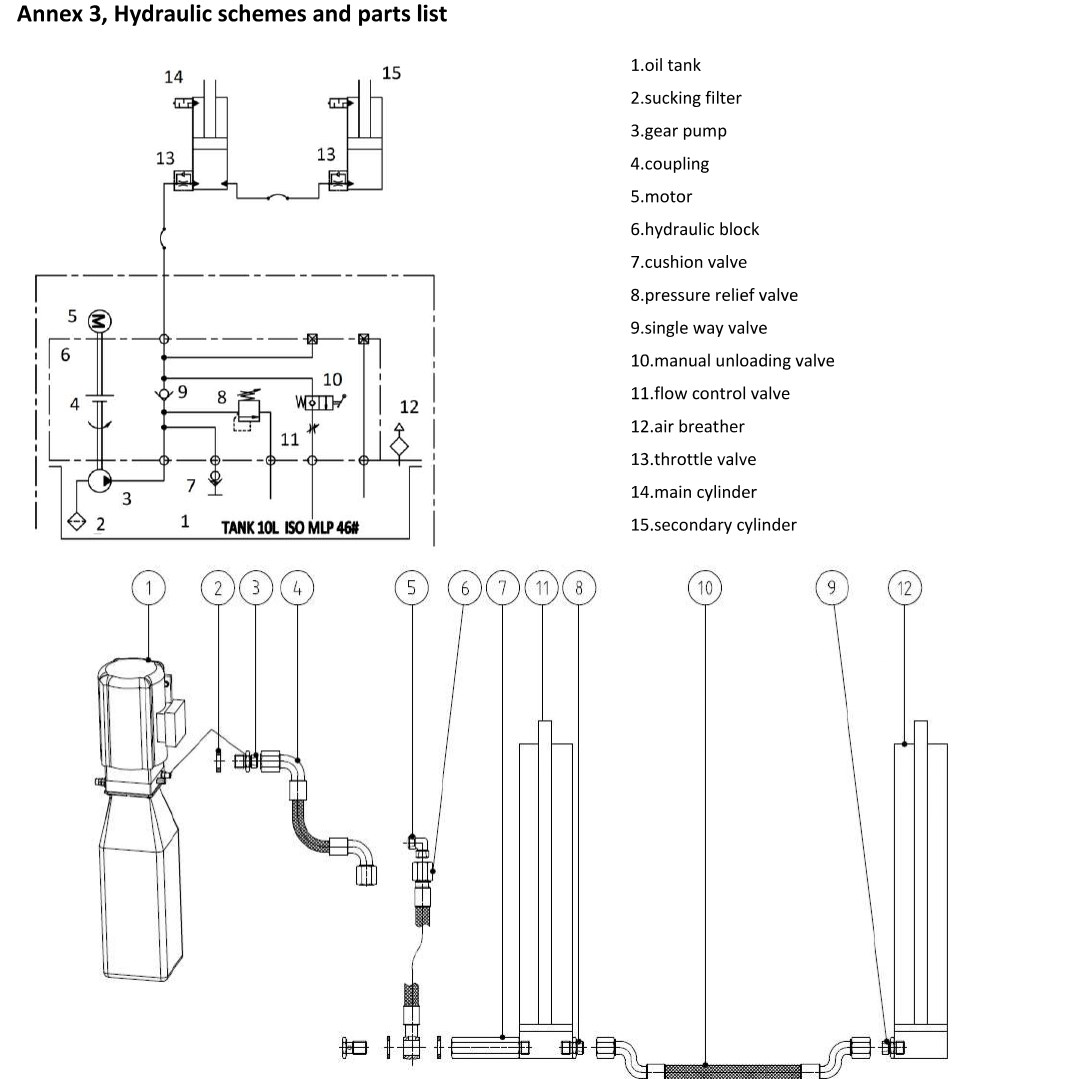 Annex 3, Hydraulic schemes and parts list
14
15
13
13
5
M
6
4
9
8
10
W
12
11
3
7
2
1
TANK 10L ISO MLP 46#
1.oil tank
2.sucking filter
3.gear pump
4.coupling
5.motor
6.hydraulic block
7.cushion valve
8.pressure relief valve
9.single way valve
10.manual unloading valve
11.flow control valve
12.air breather
13.throttle valve
14.main cylinder
15.secondary cylinder
1
2
3
4
5
6
7
11
8
10
9
12